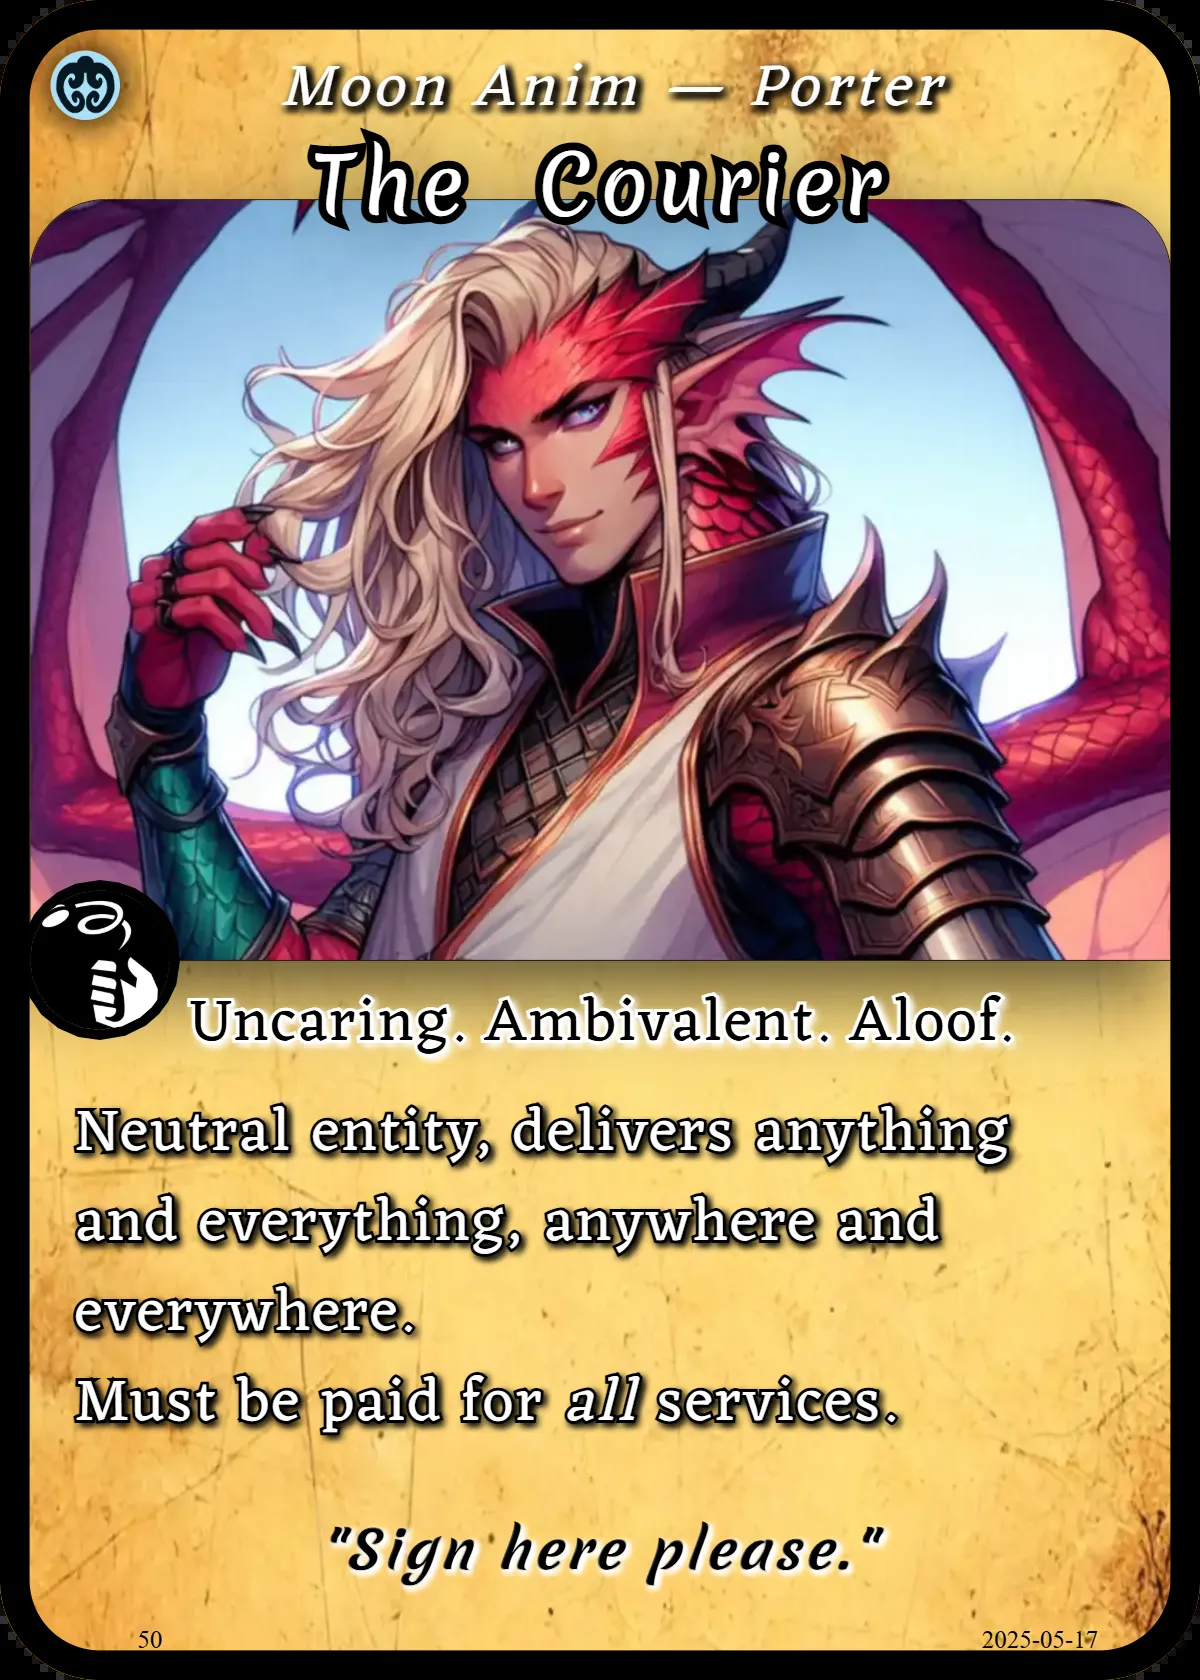 Moon Anim — Porter
The Courier
Uncaring. Ambivalent. Aloof.
Neutral entity, delivers anything
and everything, anywhere and
everywhere.
Must be paid for all services.
"Sign here please."
50
2025-05-17